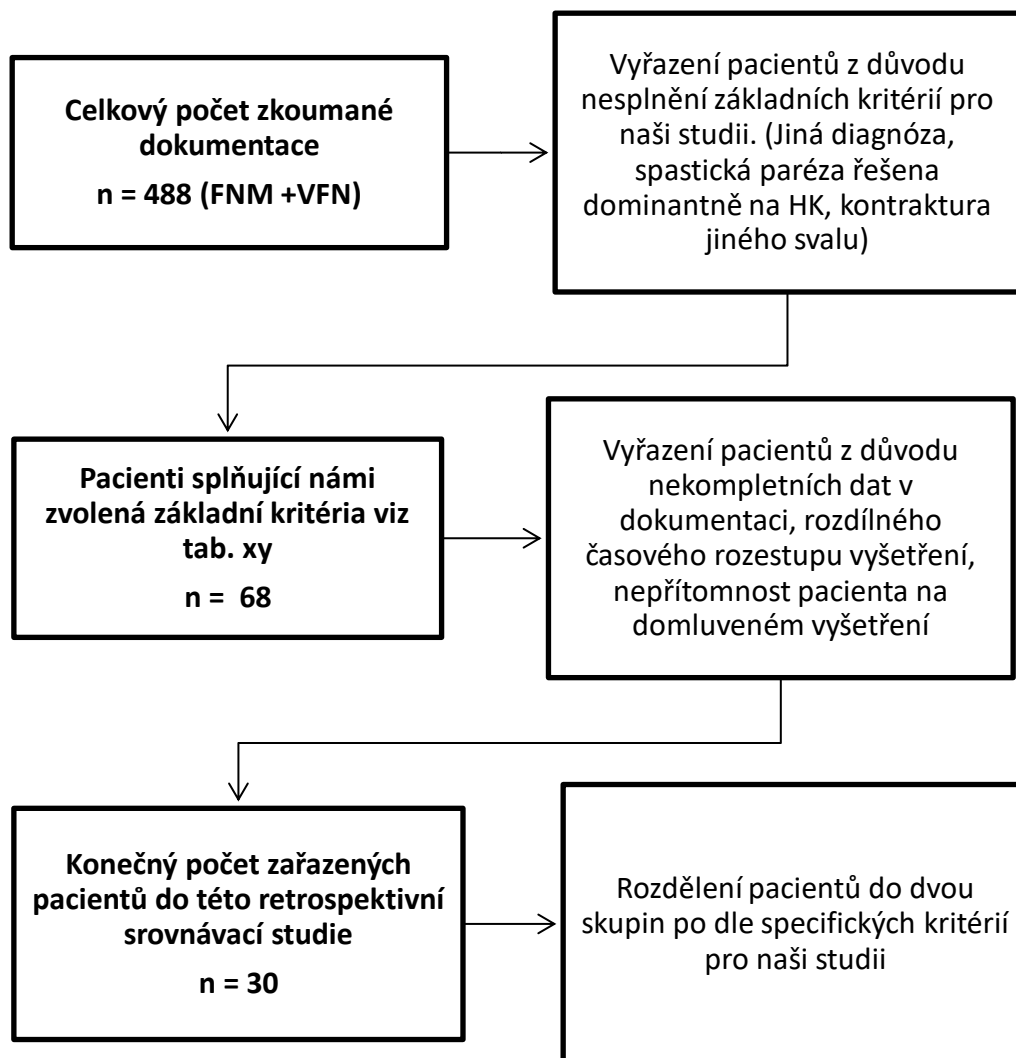 Celkový počet zkoumané
dokumentace
n = 488 (FNM +VFN)
Vyřazení pacientů z důvodu
nesplnění základních kritérií pro
naši studii. (Jiná diagnóza,
spastická paréza řešena
dominantně na HK, kontraktura
jiného svalu)
Pacienti splňující námi
zvolená základní kritéria viz
tab. xy
n = 68
Vyřazení pacientů z důvodu
nekompletních dat v
dokumentaci, rozdílného
časového rozestupu vyšetření,
nepřítomnost pacienta na
domluveném vyšetření
Konečný počet zařazených
pacientů do této retrospektivní
srovnávací studie
n = 30
Rozdělení pacientů do dvou
skupin po dle specifických kritérií
pro naši studii